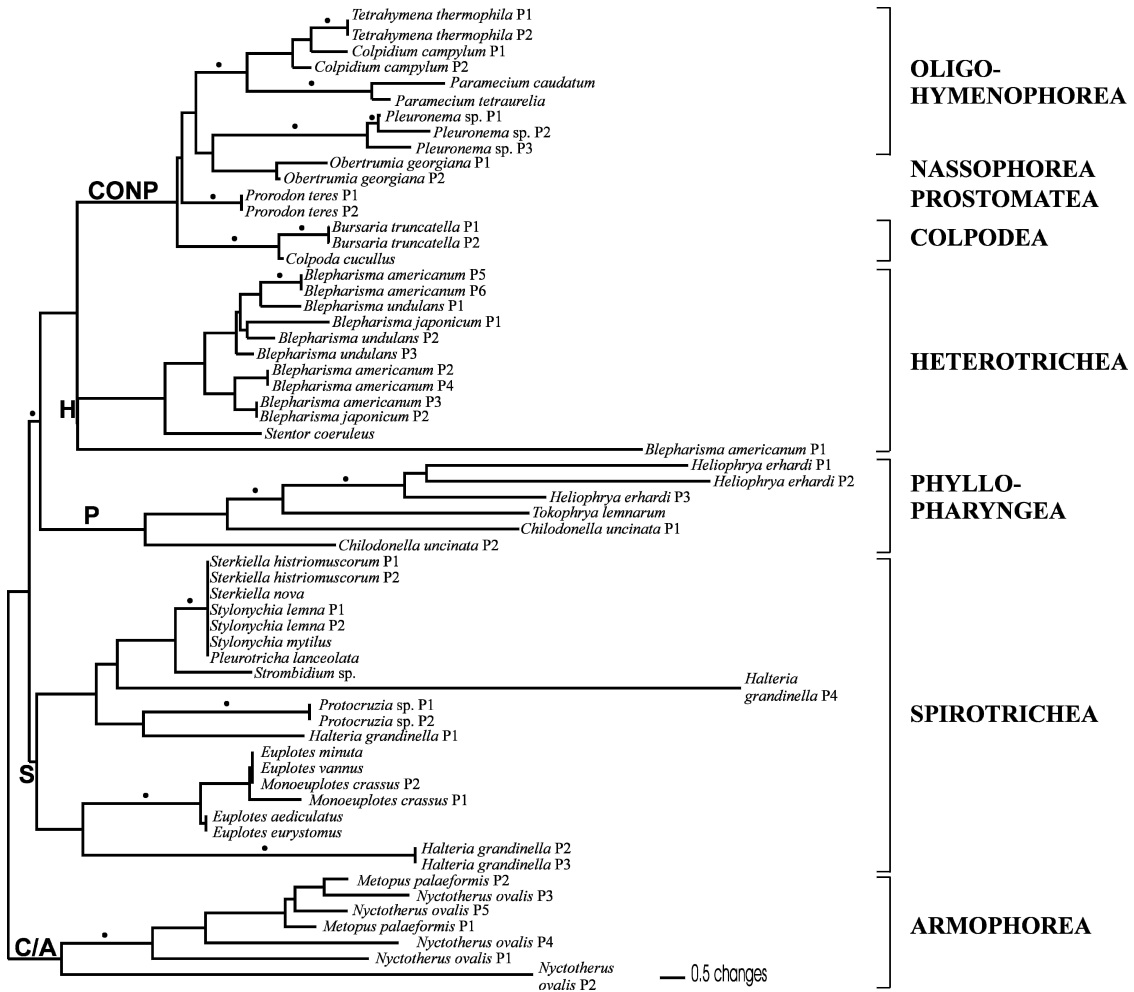 Tetrahymena thermophila P1
Tetrahymena thermophila P2
Colpidium campylum P1
Colpidium campylum P2
Paramecium caudatum
Paramecium tetraurelia
Pleuronema sp. P1
Pleuronema sp. P2
Pleuronema sp. P3
OLIGO-
HYMENOPHOREA
Obertrumia georgiana P1
Obertrumia georgiana P2
NASSOPHOREA
CONP
Prorodon teres P1
Prorodon teres P2
PROSTOMATEA
Bursaria truncatella P1
Bursaria truncatella P2
Colpoda cucullus
COLPODEA
Blepharisma americanum P5
Blepharisma americanum P6
Blepharisma undulans P1
Blepharisma japonicum P1
Blepharisma undulans P2
Blepharisma undulans P3
Blepharisma americanum P2
Blepharisma americanum P4
Blepharisma americanum P3
Blepharisma japonicum P2
H
Stentor coeruleus
Blepharisma americanum P1
HETEROTRICHEA
Heliophrya erhardi P1
Heliophrya erhardi P2
Heliophrya erhardi P3
Tokophrya lemnarum
P
Chilodonella uncinata P1
Chilodonella uncinata P2
PHYLLO-
PHARYNGEA
Sterkiella histriomuscorum P1
Sterkiella histriomuscorum P2
Sterkiella nova
Stylonychia lemna P1
Stylonychia lemna P2
Stylonychia mytilus
Pleurotricha lanceolata
Strombidium sp.
Halteria
grandinella P4
Protocruzia sp. P1
Protocruzia sp. P2
Halteria grandinella P1
SPIROTRICHEA
S
Euplotes minuta
Euplotes vannus
Monoeuplotes crassus P2
Monoeuplotes crassus P1
Euplotes aediculatus
Euplotes eurystomus
Halteria grandinella P2
Halteria grandinella P3
Metopus palaeformis P2
Nyctotherus ovalis P3
Nyctotherus ovalis P5
Metopus palaeformis P1
Nyctotherus ovalis P4
C/A
Nyctotherus ovalis P1
Nyctotherus
ovalis P2
ARMOPHOREA
0.5 changes